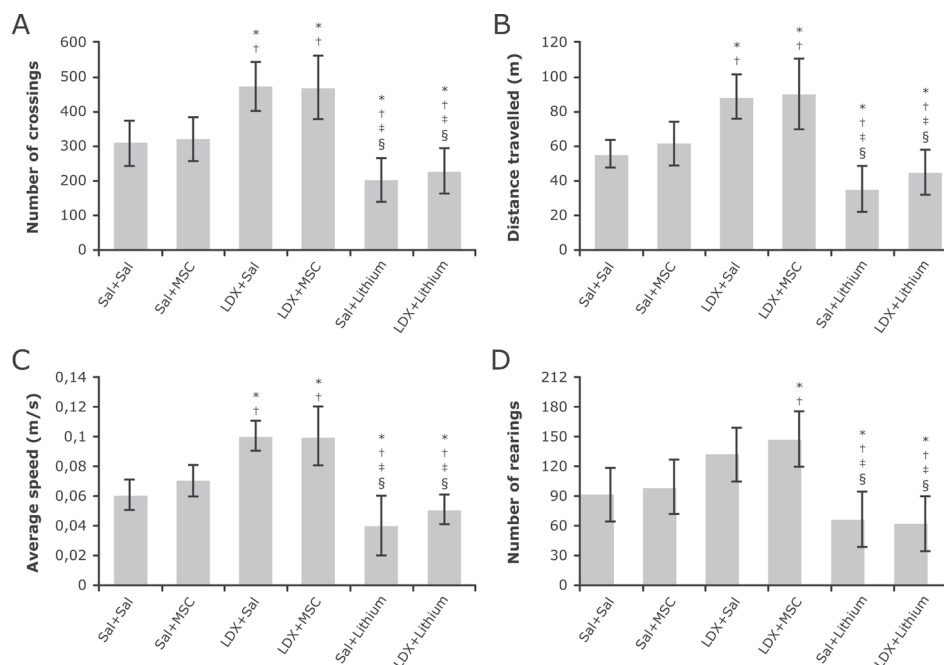 A
Number of crossings
600
500
400
300
200
100
0
* † * † * † ‡ § * † ‡ §
Sal+Sal Sal+MSC LDX+Sal LDX+MSC Sal+Lithium LDX+Lithium
B
Distance travelled (m)
120
100
80
60
40
20
0
* † * † * † ‡ § * † ‡ §
Sal+Sal Sal+MSC LDX+Sal LDX+MSC Sal+Lithium LDX+Lithium
C
Average speed (m/s)
0,14
0,12
0,1
0,08
0,06
0,04
0,02
0
* † * † * † ‡ § * † ‡ §
Sal+Sal Sal+MSC LDX+Sal LDX+MSC Sal+Lithium LDX+Lithium
D
Number of rearings
212
180
150
120
90
60
30
0
* † * † ‡ § * † ‡ §
Sal+Sal Sal+MSC LDX+Sal LDX+MSC Sal+Lithium LDX+Lithium